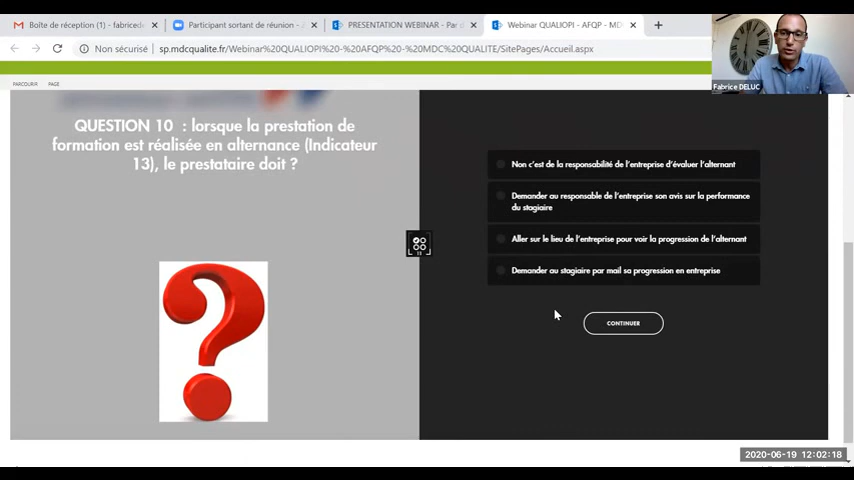 Boîte de réception - fabricede
Participant sortant de réunion -
PRESENTATION WEBINAR - Par
Webinar QUALIOPI - AFQP - MD
Non sécurisé
sp.mdcqualite.fr/Webinar%20QUALIOPI%20-%20AFQP%20-%20MDC%20QUALITE/SitePages/Accueil.aspx
Fabrice DELUC
PARCOURIR PAGE
QUESTION 10 : lorsque la prestation de
formation est réalisée en alternance (Indicateur
13), le prestataire doit ?
Non c'est de la responsabilité de l'entreprise d'évaluer l'alternant
Demander au responsable de l'entreprise son avis sur la performance
du stagiaire
Aller sur le lieu de l'entreprise pour voir la progression de l'alternant
Demander au stagiaire par mail sa progression en entreprise
CONTINUER
2020-06-19 12:02:18